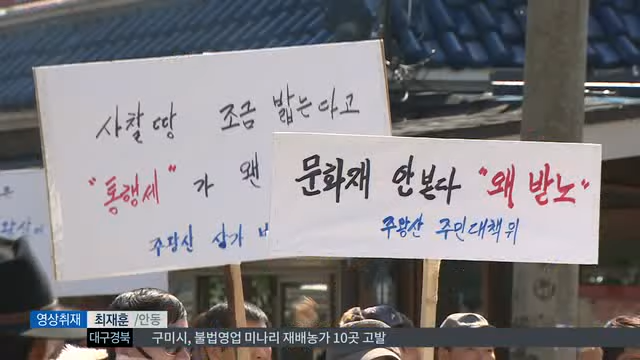 사찰 땅 조금 밟는다고
"통행세" 가 왠
주왕산 상가
문화재 안 본다 "왜 받노"
주왕산 주민대책위
영상취재 최재훈 /안동
대구경북 구미시, 불법영업 미나리 재배농가 10곳 고발